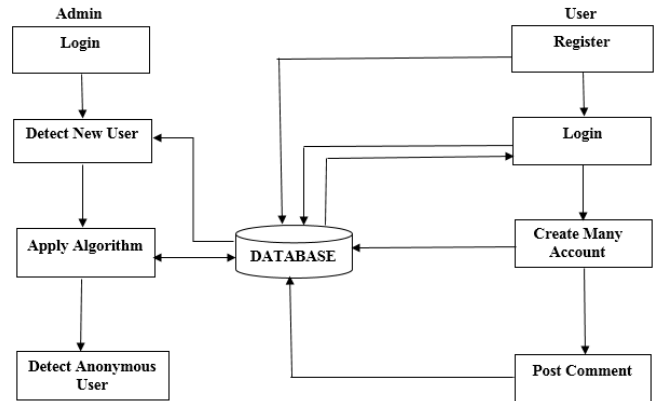 Admin
User
Login
Register
Detect New User
Login
Apply Algorithm
DATABASE
Create Many
Account
Detect Anonymous
User
Post Comment